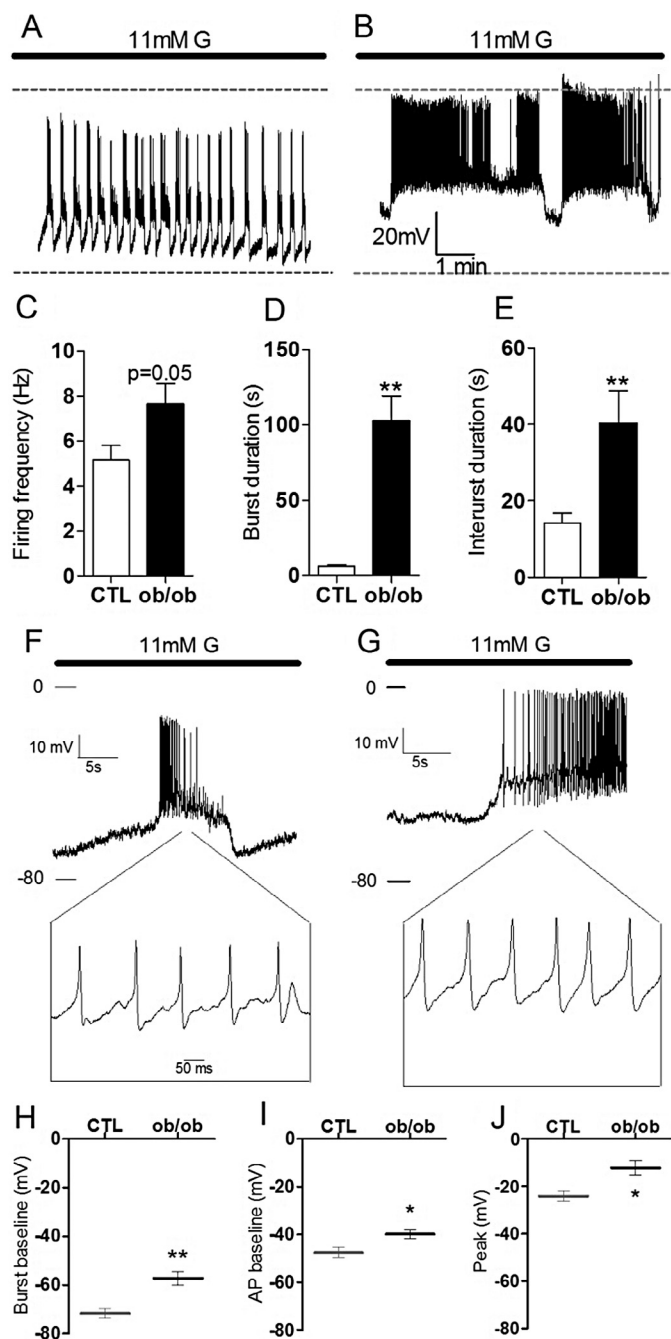 A
11mM G
B
11mM G
20mV
1 min
C
Firing frequency (Hz)
10
8
6
4
2
0
p=0.05
CTL ob/ob
D
Burst duration (s)
150
100
50
0
**
CTL ob/ob
E
Interurst duration (s)
60
40
20
0
**
CTL ob/ob
F
11mM G
0
10 mV
5s
-80
50 ms
G
11mM G
0
10 mV
5s
-80
H
CTL ob/ob
Burst baseline (mV)
0
-20
-40
-60
-80
**
I
CTL ob/ob
AP baseline (mV)
0
-20
-40
-60
-80
*
J
CTL ob/ob
Peak (mV)
0
-20
-40
-60
-80
*